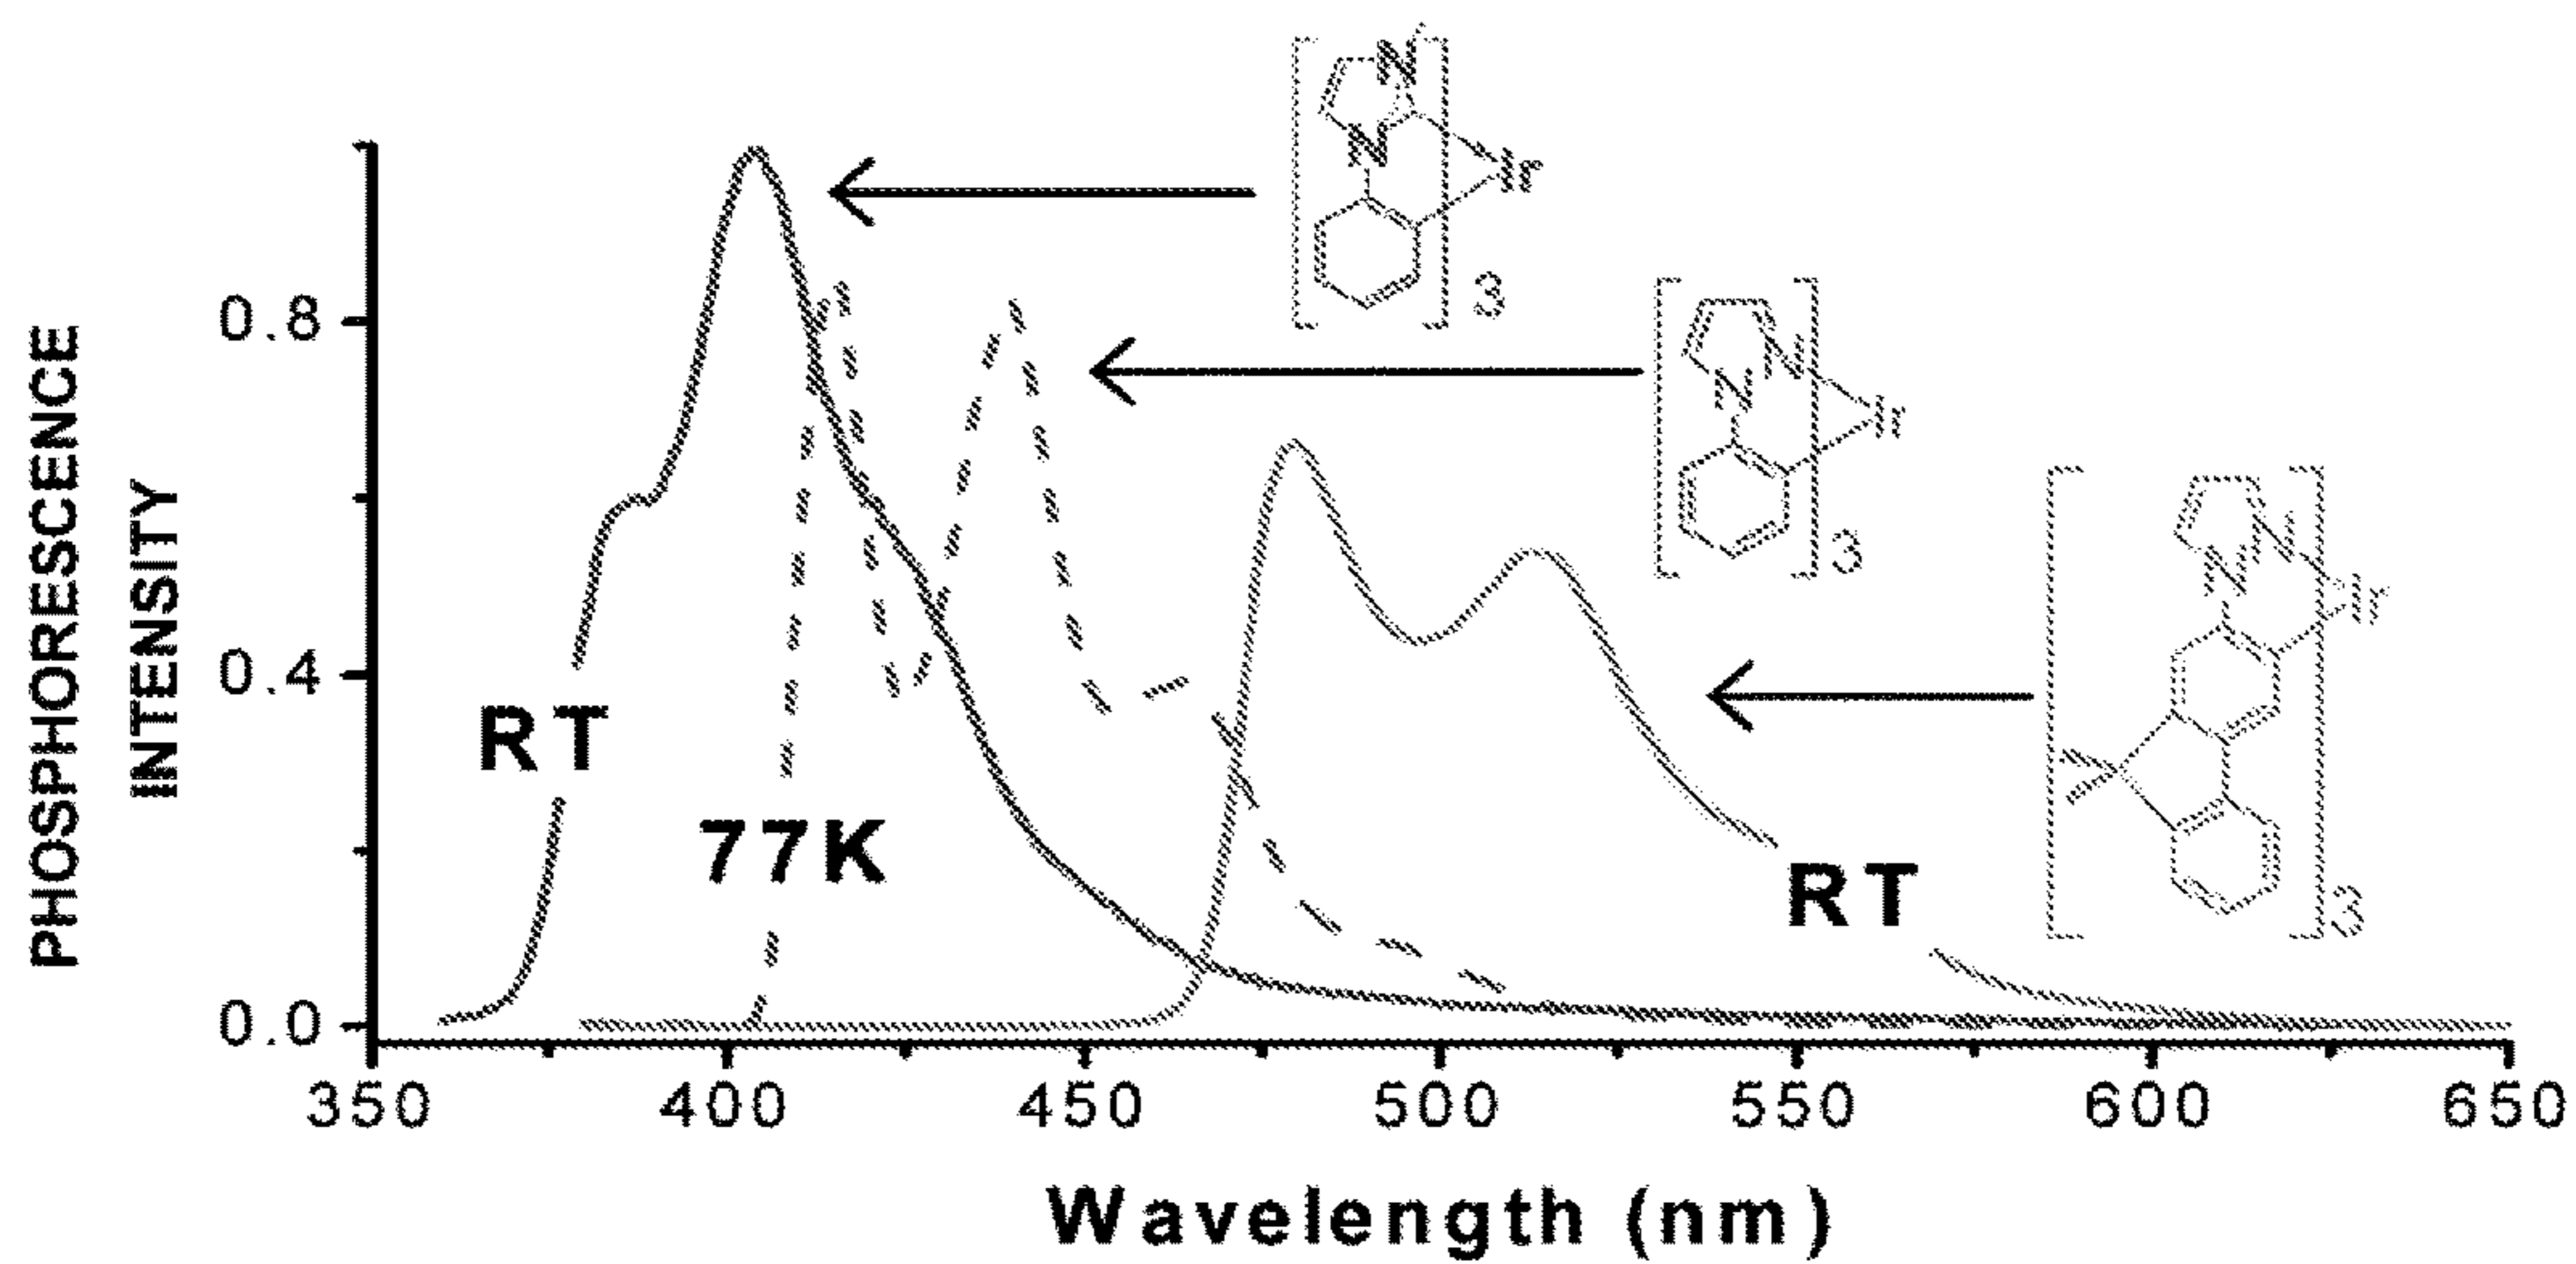 PHOSPHORESCENCE
INTENSITY
0.8
0.4
0.0
350 400 450 500 550 600 650
Wavelength (nm)
RT
77K
RT
N
N
Ir
3
N
N
Ir
3
N
N
Ir
3